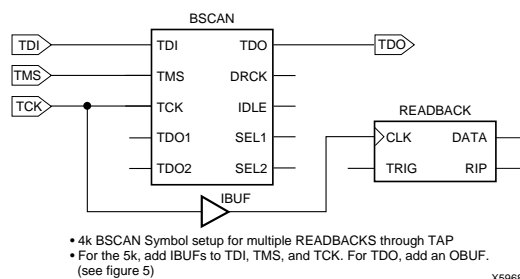 BSCAN
TDI
TMS
TCK
TDI
TMS
TCK
TDO1
TDO2
TDO
DRCK
IDLE
SEL1
SEL2
TDO
IBUF
READBACK
CLK
TRIG
DATA
RIP
• 4k BSCAN Symbol setup for multiple READBACKS through TAP
• For the 5k, add IBUFs to TDI, TMS, and TCK. For TDO, add an OBUF.
(see figure 5)